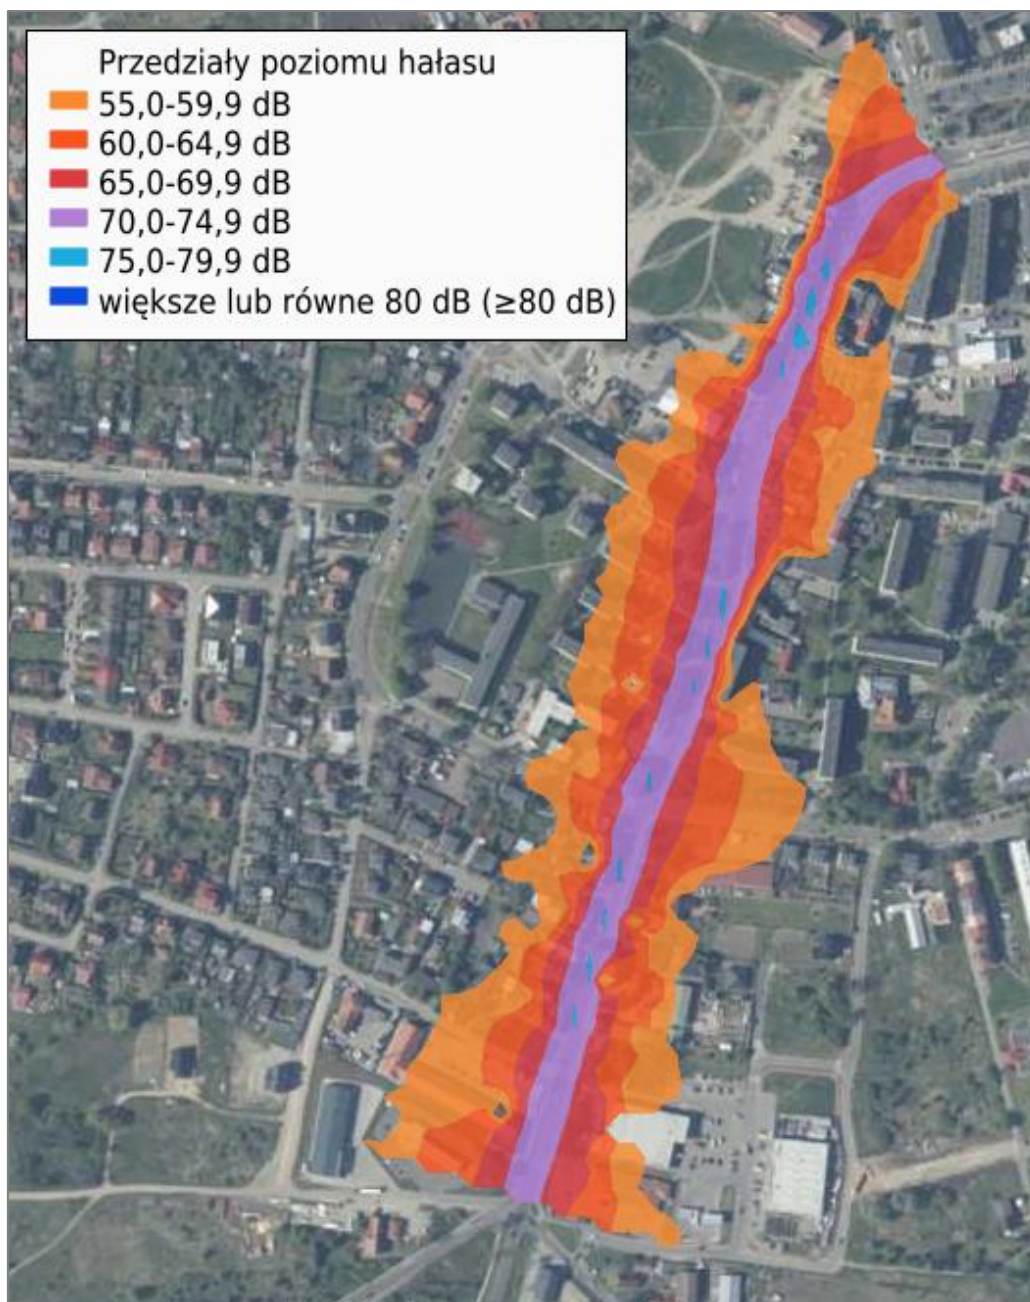 Przedziały poziomu hałasu
55,0-59,9 dB
60,0-64,9 dB
65,0-69,9 dB
70,0-74,9 dB
75,0-79,9 dB
większe lub równe 80 dB (≥80 dB)